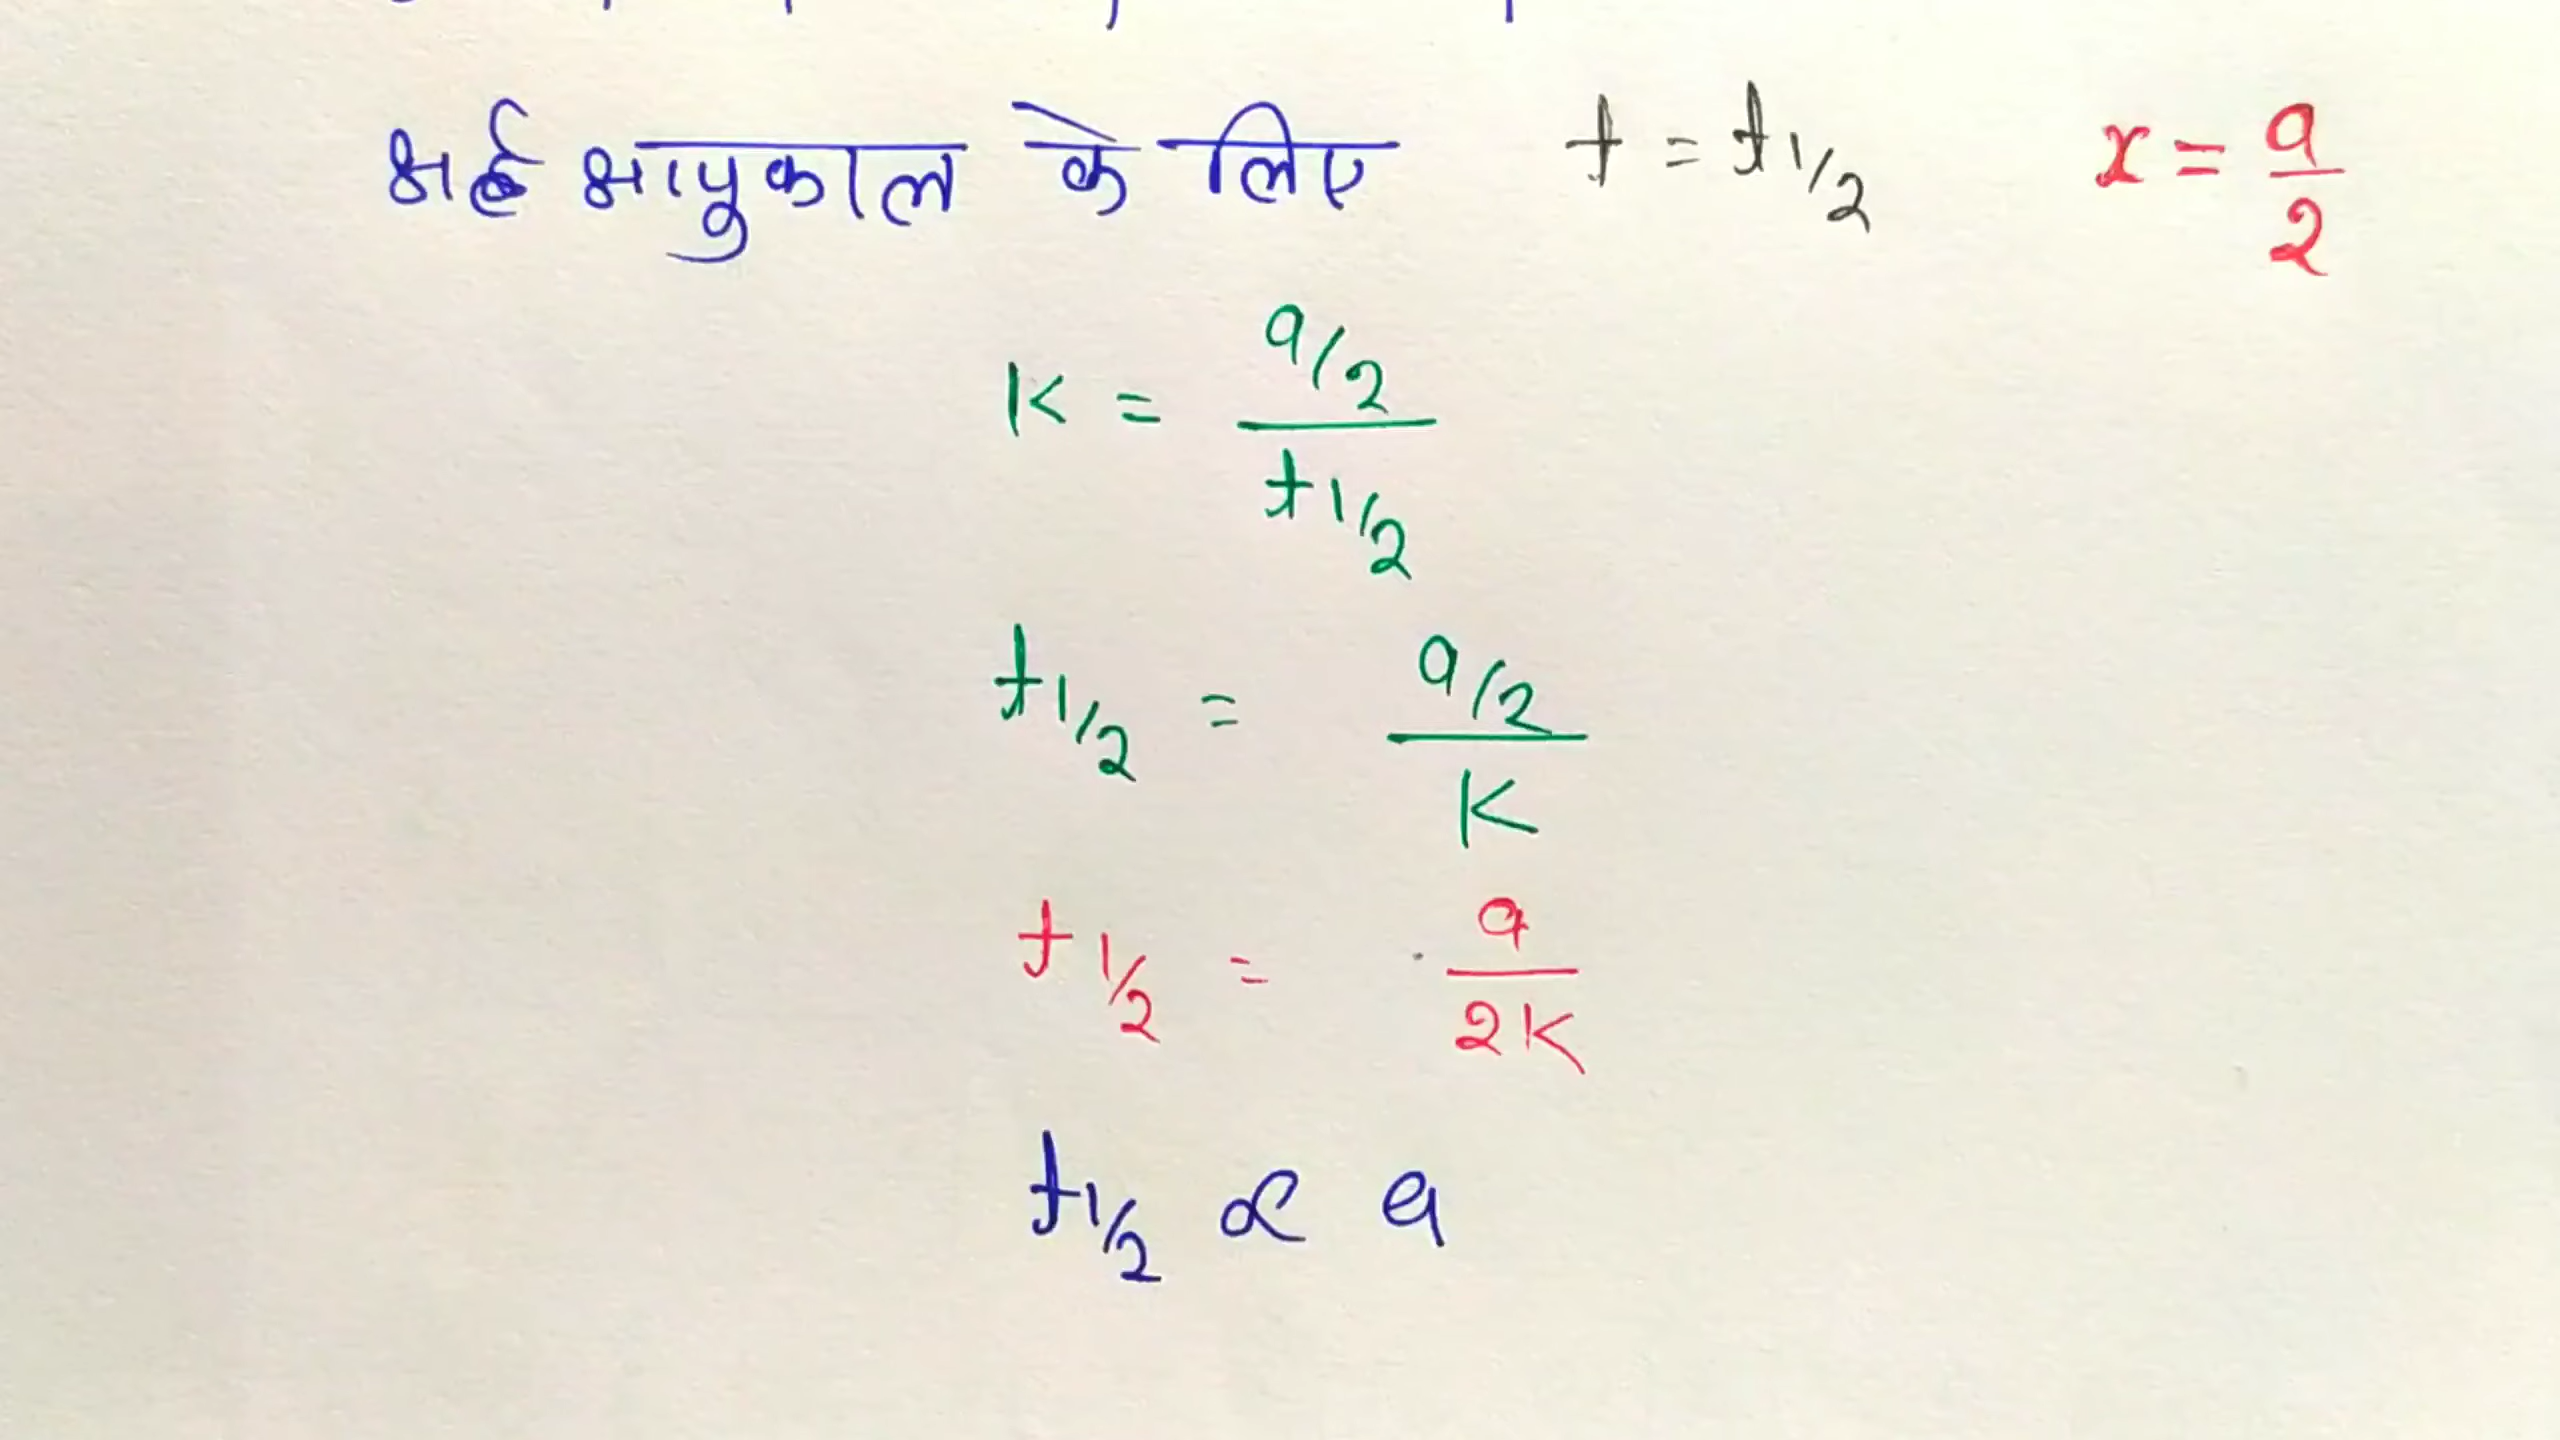 अर्द्ध आयुकाल के लिए t = t1/2 x = a/2
K = a/2 / t1/2
t1/2 = a/2 / K
t1/2 = a / 2K
t1/2 ∝ a